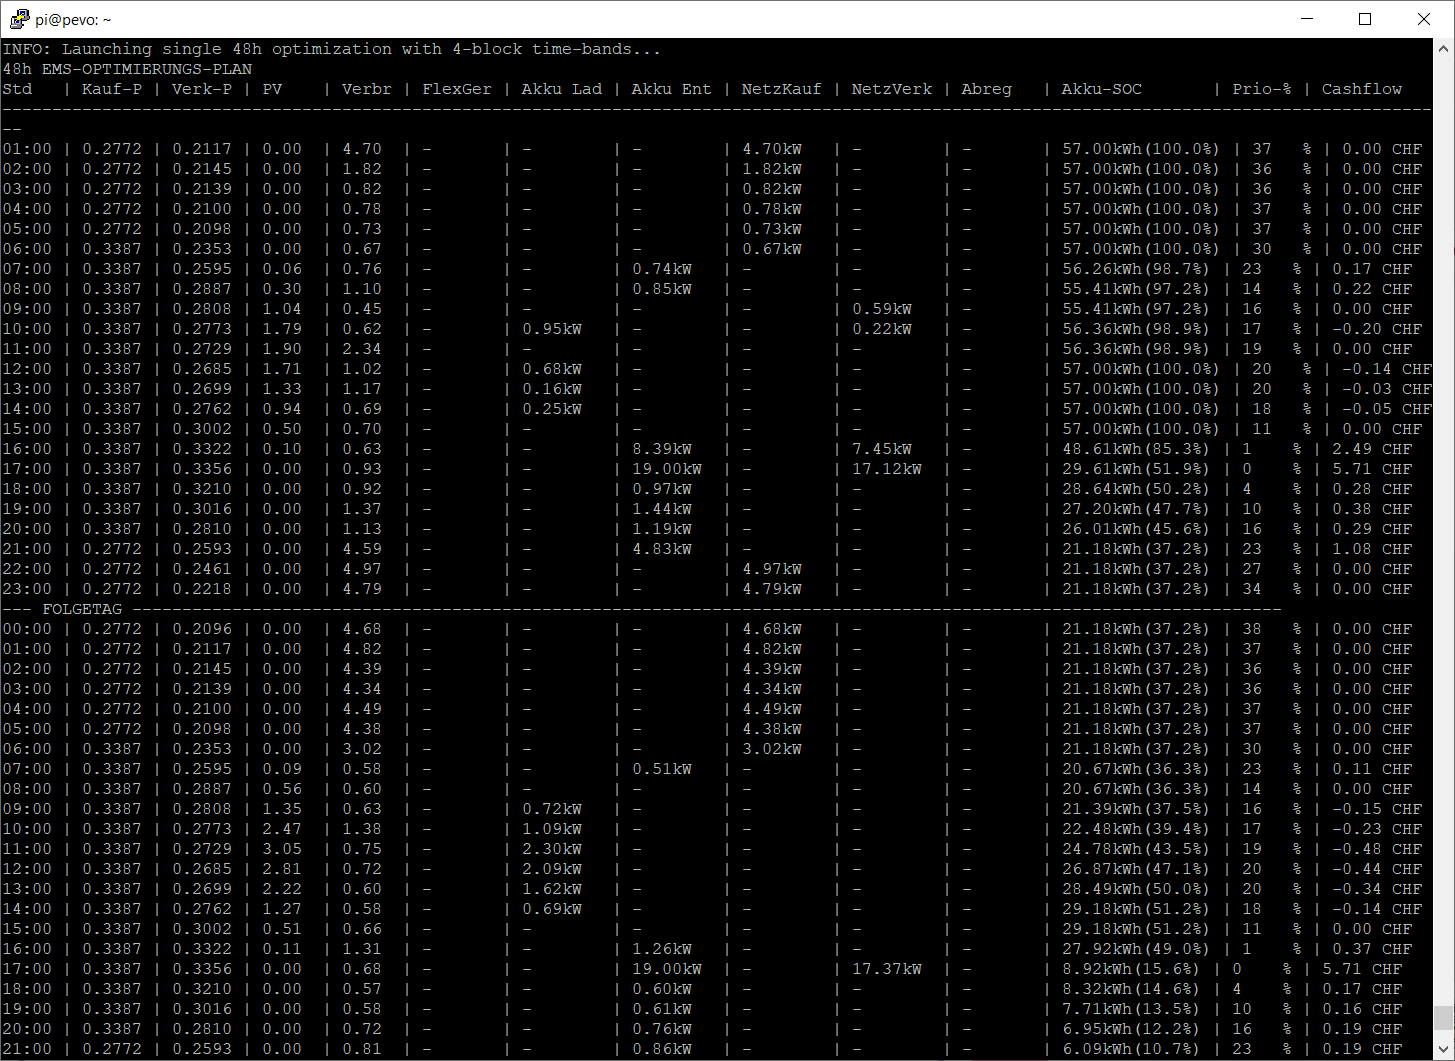 pi@pevo: ~
INFO: Launching single 48h optimization with 4-block time-bands...
48h EMS-OPTIMIERUNGS-PLAN
Std   | Kauf-P | Verk-P | PV    | Verbr | FlexGer | Akku Lad | Akku Ent | NetzKauf | NetzVerk | Abreg   | Akku-SOC       | Prio-% | Cashflow
-----------------------------------------------------------------------------------------------------------------------------------------------
--
01:00 | 0.2772 | 0.2117 | 0.00  | 4.70  | -       | -        | -        | 4.70kW   | -        | -       | 57.00kWh(100.0%) | 37   % | 0.00 CHF
02:00 | 0.2772 | 0.2145 | 0.00  | 1.82  | -       | -        | -        | 1.82kW   | -        | -       | 57.00kWh(100.0%) | 36   % | 0.00 CHF
03:00 | 0.2772 | 0.2139 | 0.00  | 0.82  | -       | -        | -        | 0.82kW   | -        | -       | 57.00kWh(100.0%) | 36   % | 0.00 CHF
04:00 | 0.2772 | 0.2100 | 0.00  | 0.78  | -       | -        | -        | 0.78kW   | -        | -       | 57.00kWh(100.0%) | 37   % | 0.00 CHF
05:00 | 0.2772 | 0.2098 | 0.00  | 0.73  | -       | -        | -        | 0.73kW   | -        | -       | 57.00kWh(100.0%) | 37   % | 0.00 CHF
06:00 | 0.3387 | 0.2353 | 0.00  | 0.67  | -       | -        | -        | 0.67kW   | -        | -       | 57.00kWh(100.0%) | 30   % | 0.00 CHF
07:00 | 0.3387 | 0.2595 | 0.06  | 0.76  | -       | -        | 0.74kW   | -        | -        | -       | 56.26kWh(98.7%) | 23   % | 0.17 CHF
08:00 | 0.3387 | 0.2887 | 0.30  | 1.10  | -       | -        | 0.85kW   | -        | -        | -       | 55.41kWh(97.2%) | 14   % | 0.22 CHF
09:00 | 0.3387 | 0.2808 | 1.04  | 0.45  | -       | -        | -        | -        | 0.59kW   | -       | 55.41kWh(97.2%) | 16   % | 0.00 CHF
10:00 | 0.3387 | 0.2773 | 1.79  | 0.62  | -       | 0.95kW   | -        | -        | 0.22kW   | -       | 56.36kWh(98.9%) | 17   % | -0.20 CHF
11:00 | 0.3387 | 0.2729 | 1.90  | 2.34  | -       | -        | -        | -        | -        | -       | 56.36kWh(98.9%) | 19   % | 0.00 CHF
12:00 | 0.3387 | 0.2685 | 1.71  | 1.02  | -       | 0.68kW   | -        | -        | -        | -       | 57.00kWh(100.0%) | 20   % | -0.14 CHF
13:00 | 0.3387 | 0.2699 | 1.33  | 1.17  | -       | 0.16kW   | -        | -        | -        | -       | 57.00kWh(100.0%) | 20   % | -0.03 CHF
14:00 | 0.3387 | 0.2762 | 0.94  | 0.69  | -       | 0.25kW   | -        | -        | -        | -       | 57.00kWh(100.0%) | 18   % | -0.05 CHF
15:00 | 0.3387 | 0.3002 | 0.50  | 0.70  | -       | -        | -        | -        | -        | -       | 57.00kWh(100.0%) | 11   % | 0.00 CHF
16:00 | 0.3387 | 0.3322 | 0.10  | 0.63  | -       | -        | 8.39kW   | -        | 7.45kW   | -       | 48.61kWh(85.3%) | 1    % | 2.49 CHF
17:00 | 0.3387 | 0.3356 | 0.00  | 0.93  | -       | -        | 19.00kW  | -        | 17.12kW  | -       | 29.61kWh(51.9%) | 0    % | 5.71 CHF
18:00 | 0.3387 | 0.3210 | 0.00  | 0.92  | -       | -        | 0.97kW   | -        | -        | -       | 28.64kWh(50.2%) | 4    % | 0.28 CHF
19:00 | 0.3387 | 0.3016 | 0.00  | 1.37  | -       | -        | 1.44kW   | -        | -        | -       | 27.20kWh(47.7%) | 10   % | 0.38 CHF
20:00 | 0.3387 | 0.2810 | 0.00  | 1.13  | -       | -        | 1.19kW   | -        | -        | -       | 26.01kWh(45.6%) | 16   % | 0.29 CHF
21:00 | 0.2772 | 0.2593 | 0.00  | 4.59  | -       | -        | 4.83kW   | -        | -        | -       | 21.18kWh(37.2%) | 23   % | 1.08 CHF
22:00 | 0.2772 | 0.2461 | 0.00  | 4.97  | -       | -        | -        | 4.97kW   | -        | -       | 21.18kWh(37.2%) | 27   % | 0.00 CHF
23:00 | 0.2772 | 0.2218 | 0.00  | 4.79  | -       | -        | -        | 4.79kW   | -        | -       | 21.18kWh(37.2%) | 34   % | 0.00 CHF
--- FOLGETAG -------------------------------------------------------------------------------------------------------------------
00:00 | 0.2772 | 0.2096 | 0.00  | 4.68  | -       | -        | -        | 4.68kW   | -        | -       | 21.18kWh(37.2%) | 38   % | 0.00 CHF
01:00 | 0.2772 | 0.2117 | 0.00  | 4.82  | -       | -        | -        | 4.82kW   | -        | -       | 21.18kWh(37.2%) | 37   % | 0.00 CHF
02:00 | 0.2772 | 0.2145 | 0.00  | 4.39  | -       | -        | -        | 4.39kW   | -        | -       | 21.18kWh(37.2%) | 36   % | 0.00 CHF
03:00 | 0.2772 | 0.2139 | 0.00  | 4.34  | -       | -        | -        | 4.34kW   | -        | -       | 21.18kWh(37.2%) | 36   % | 0.00 CHF
04:00 | 0.2772 | 0.2100 | 0.00  | 4.49  | -       | -        | -        | 4.49kW   | -        | -       | 21.18kWh(37.2%) | 37   % | 0.00 CHF
05:00 | 0.2772 | 0.2098 | 0.00  | 4.38  | -       | -        | -        | 4.38kW   | -        | -       | 21.18kWh(37.2%) | 37   % | 0.00 CHF
06:00 | 0.3387 | 0.2353 | 0.00  | 3.02  | -       | -        | -        | 3.02kW   | -        | -       | 21.18kWh(37.2%) | 30   % | 0.00 CHF
07:00 | 0.3387 | 0.2595 | 0.09  | 0.58  | -       | -        | 0.51kW   | -        | -        | -       | 20.67kWh(36.3%) | 23   % | 0.11 CHF
08:00 | 0.3387 | 0.2887 | 0.56  | 0.60  | -       | -        | -        | -        | -        | -       | 20.67kWh(36.3%) | 14   % | 0.00 CHF
09:00 | 0.3387 | 0.2808 | 1.35  | 0.63  | -       | 0.72kW   | -        | -        | -        | -       | 21.39kWh(37.5%) | 16   % | -0.15 CHF
10:00 | 0.3387 | 0.2773 | 2.47  | 1.38  | -       | 1.09kW   | -        | -        | -        | -       | 22.48kWh(39.4%) | 17   % | -0.23 CHF
11:00 | 0.3387 | 0.2729 | 3.05  | 0.75  | -       | 2.30kW   | -        | -        | -        | -       | 24.78kWh(43.5%) | 19   % | -0.48 CHF
12:00 | 0.3387 | 0.2685 | 2.81  | 0.72  | -       | 2.09kW   | -        | -        | -        | -       | 26.87kWh(47.1%) | 20   % | -0.44 CHF
13:00 | 0.3387 | 0.2699 | 2.22  | 0.60  | -       | 1.62kW   | -        | -        | -        | -       | 28.49kWh(50.0%) | 20   % | -0.34 CHF
14:00 | 0.3387 | 0.2762 | 1.27  | 0.58  | -       | 0.69kW   | -        | -        | -        | -       | 29.18kWh(51.2%) | 18   % | -0.14 CHF
15:00 | 0.3387 | 0.3002 | 0.51  | 0.66  | -       | -        | -        | -        | -        | -       | 29.18kWh(51.2%) | 11   % | 0.00 CHF
16:00 | 0.3387 | 0.3322 | 0.11  | 1.31  | -       | -        | 1.26kW   | -        | -        | -       | 27.92kWh(49.0%) | 1    % | 0.37 CHF
17:00 | 0.3387 | 0.3356 | 0.00  | 0.68  | -       | -        | 19.00kW  | -        | 17.37kW  | -       | 8.92kWh(15.6%) | 0    % | 5.71 CHF
18:00 | 0.3387 | 0.3210 | 0.00  | 0.57  | -       | -        | 0.60kW   | -        | -        | -       | 8.32kWh(14.6%) | 4    % | 0.17 CHF
19:00 | 0.3387 | 0.3016 | 0.00  | 0.58  | -       | -        | 0.61kW   | -        | -        | -       | 7.71kWh(13.5%) | 10   % | 0.16 CHF
20:00 | 0.3387 | 0.2810 | 0.00  | 0.72  | -       | -        | 0.76kW   | -        | -        | -       | 6.95kWh(12.2%) | 16   % | 0.19 CHF
21:00 | 0.2772 | 0.2593 | 0.00  | 0.81  | -       | -        | 0.86kW   | -        | -        | -       | 6.09kWh(10.7%) | 23   % | 0.19 CHF